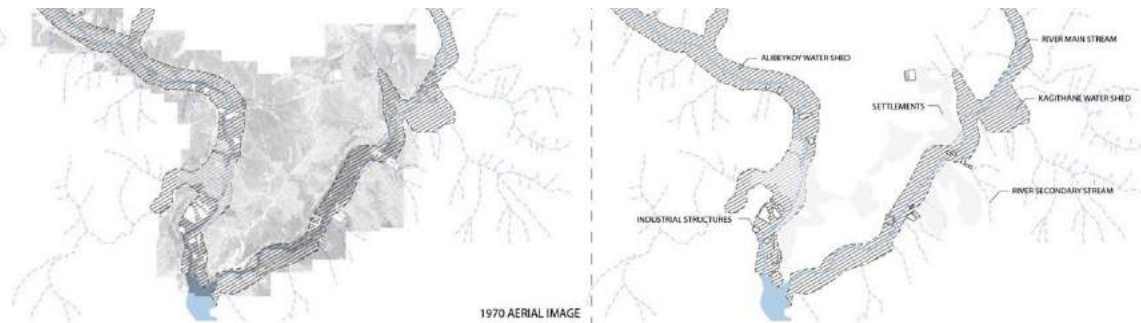 RIVER MAIN STREAM
ALIBEYKOY WATER SHED
KAGITHANE WATER SHED
SETTLEMENTS
RIVER SECONDARY STREAM
INDUSTRIAL STRUCTURES
1970 AERIAL IMAGE